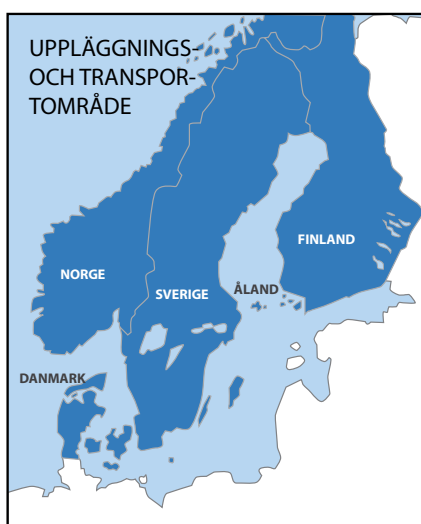 UPPLÄGGNINGS-
OCH TRANSPOR-
TOMRÅDE
FINLAND
NORGE
SVERIGE
ÅLAND
DANMARK